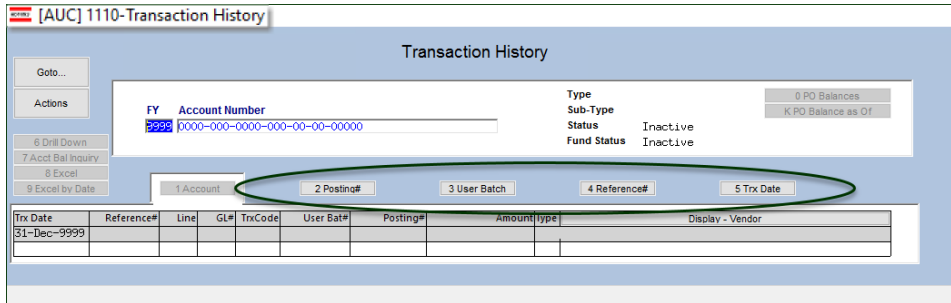 [AUC] 1110-Transaction History
Transaction History
Goto...
Actions
6 Drill Down
7 Acct Bal Inquiry
8 Excel
9 Excel by Date
FY Account Number
9999 0000-000-0000-000-00-00-00000
Type
Sub-Type
Status Inactive
Fund Status Inactive
0 PO Balances
K PO Balance as Of
1 Account 2 Posting# 3 User Batch 4 Reference# 5 Trx Date
Trx Date Reference# Line GL# TrxCode User Bat# Posting# Amount Type Display - Vendor
31-Dec-9999